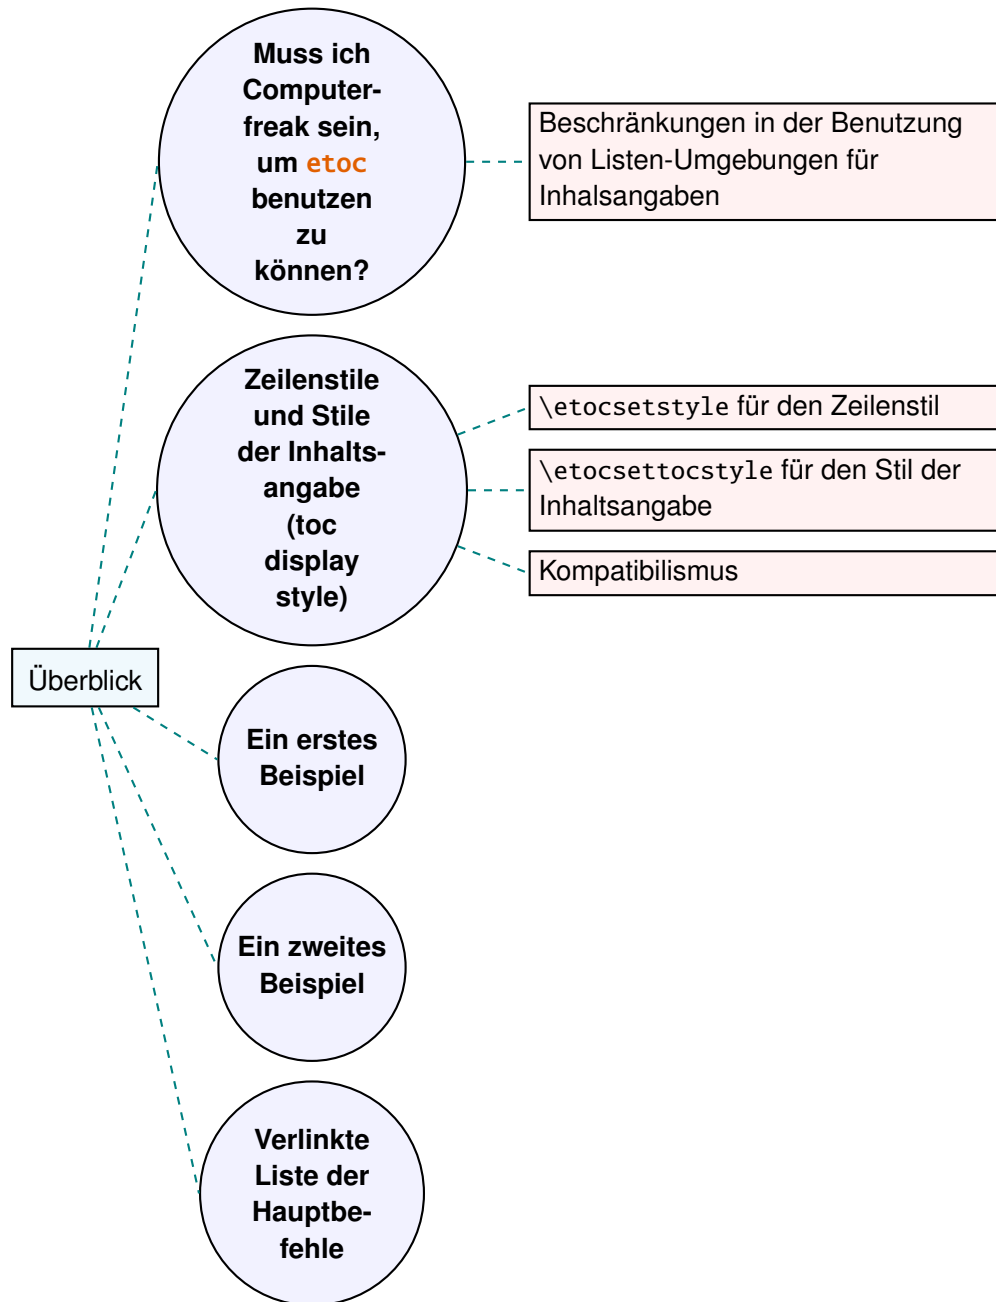 Muss ich
Computer-
freak sein,
um etoc
benutzen
zu
können?
Beschränkungen in der Benutzung
von Listen-Umgebungen für
Inhalsangaben
Zeilenstile
und Stile
der Inhalts-
angabe
(toc
display
style)
\etocsetstyle für den Zeilenstil
\etocsettocstyle für den Stil der
Inhaltsangabe
Kompatibilismus
Überblick
Ein erstes
Beispiel
Ein zweites
Beispiel
Verlinkte
Liste der
Hauptbe-
fehle